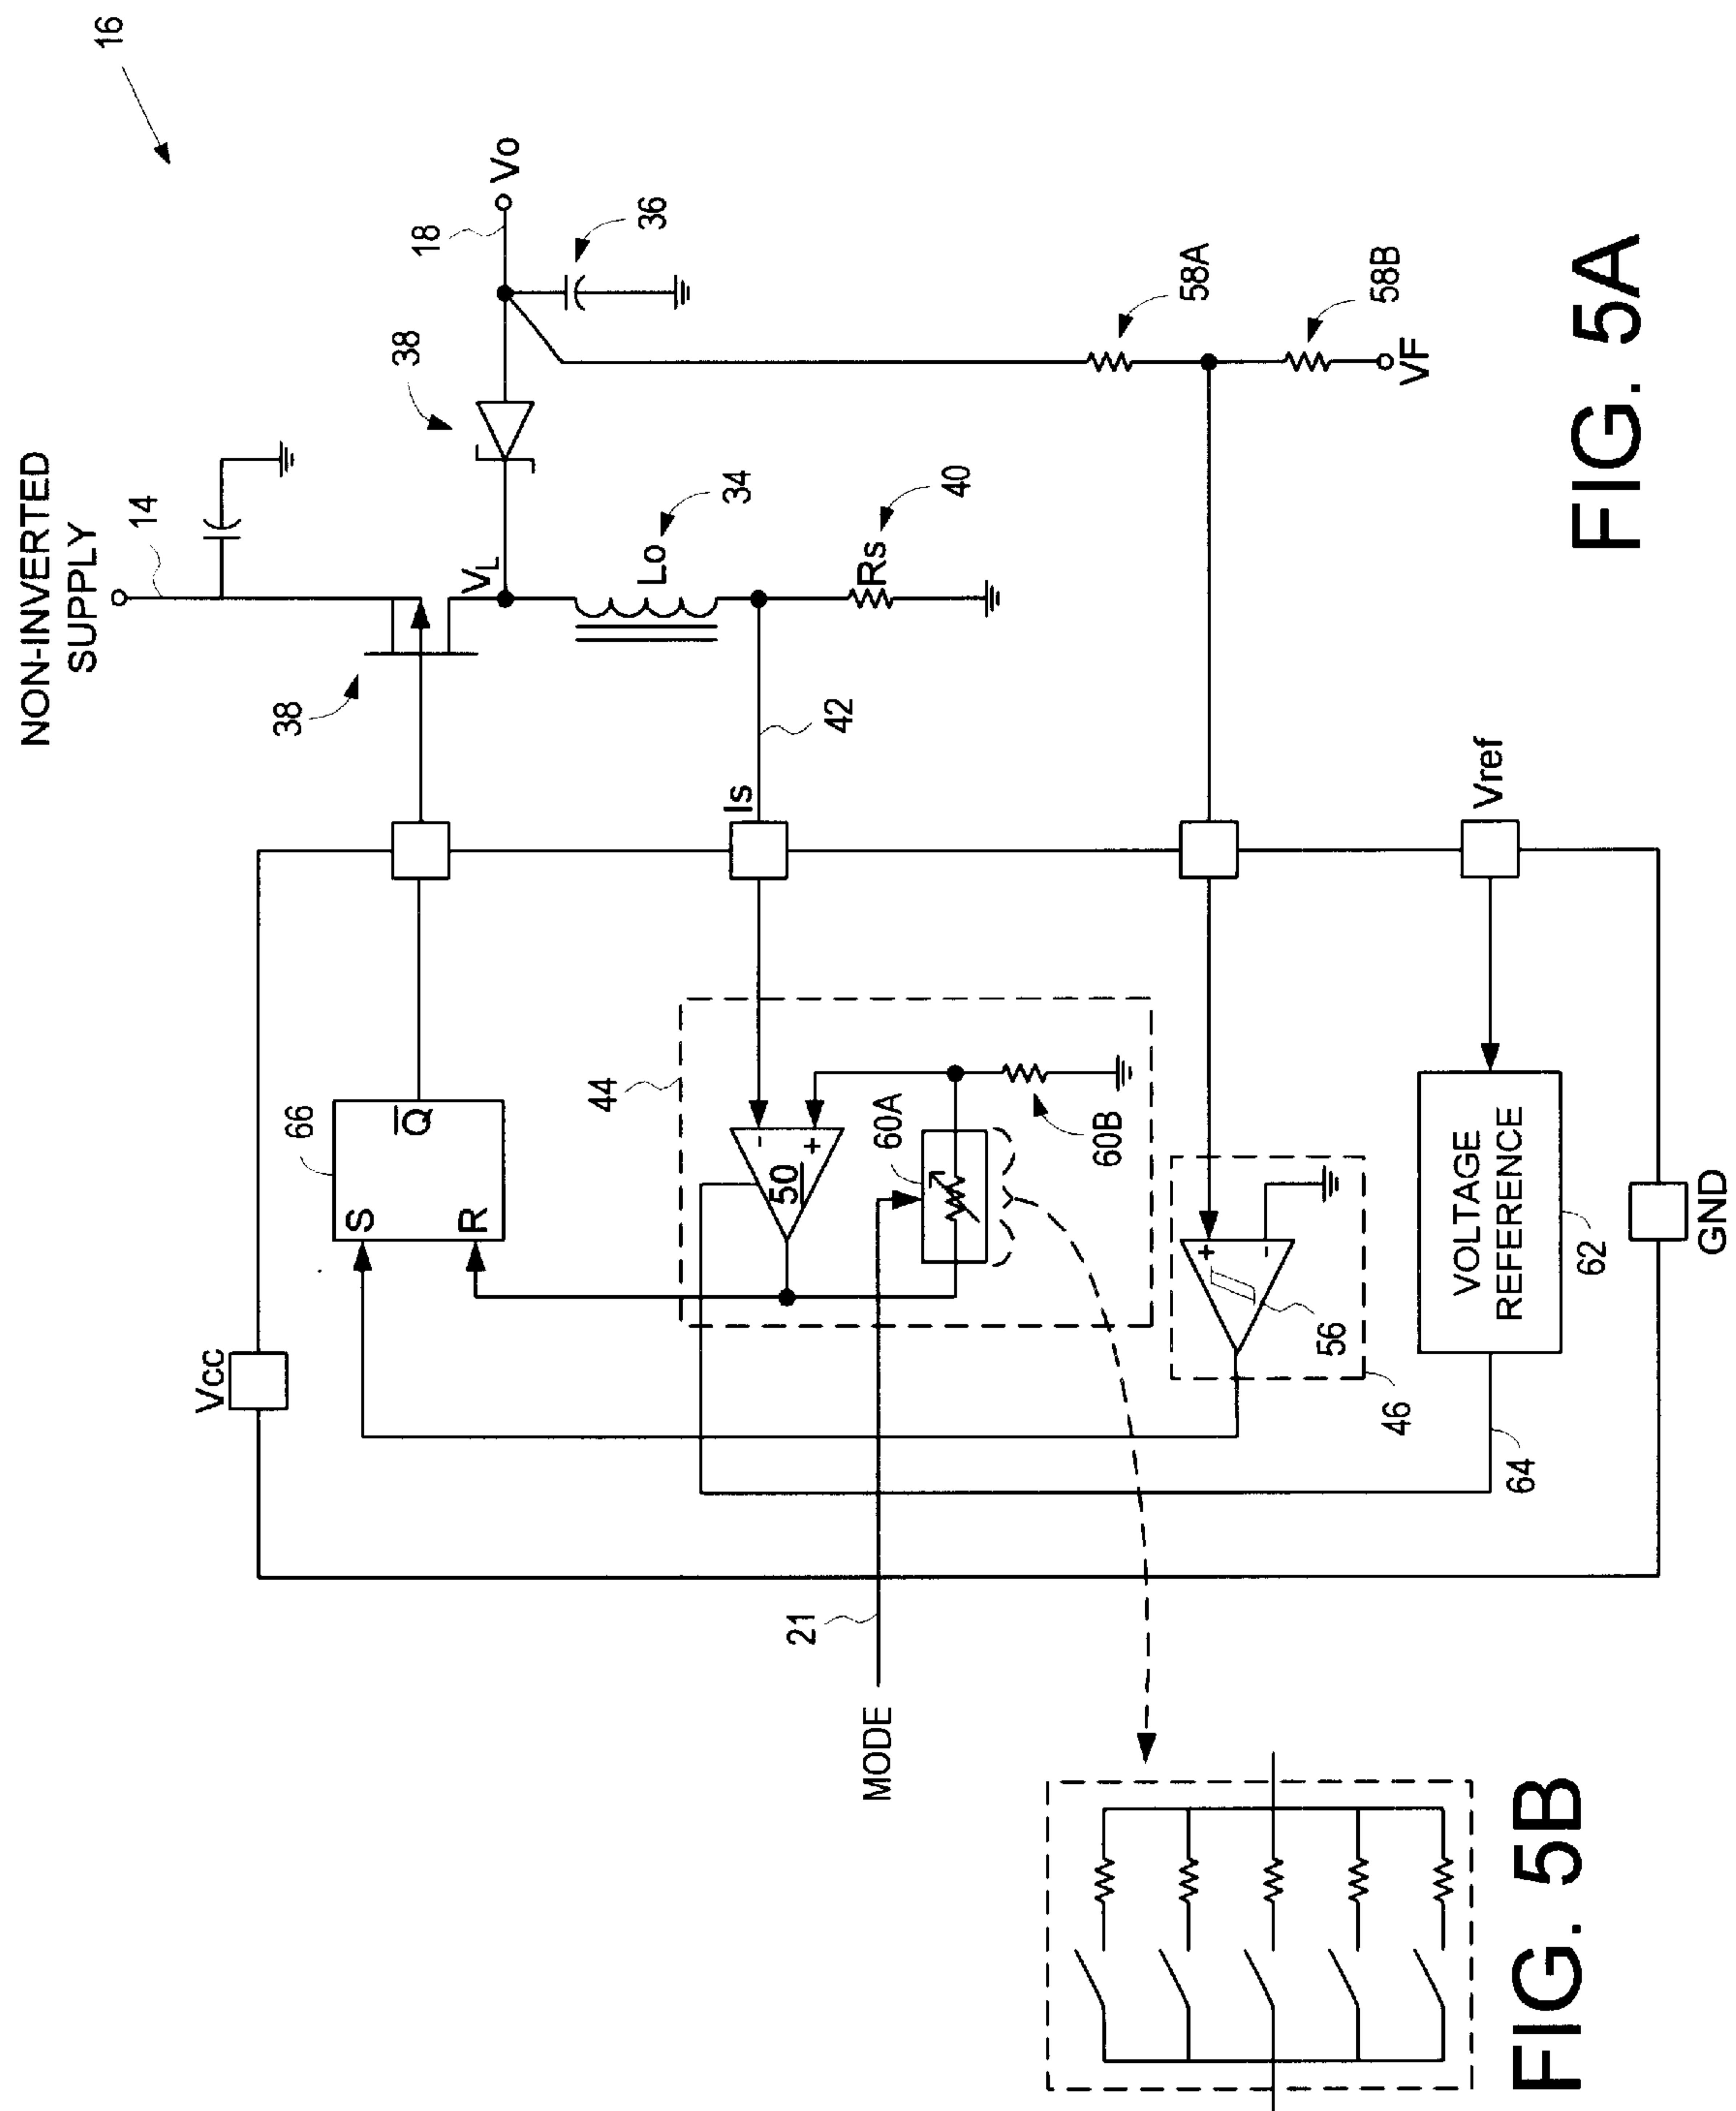 16
NON-INVERTED
SUPPLY
14
38
VL
38
18
Vo
36
Lo
34
Rs
40
42
Is
58A
58B
VF
Vref
Vcc
66
S
R
Q
44
50
-
+
60A
60B
+
-
56
46
VOLTAGE
REFERENCE
62
64
GND
21
MODE
FIG. 5A
FIG. 5B